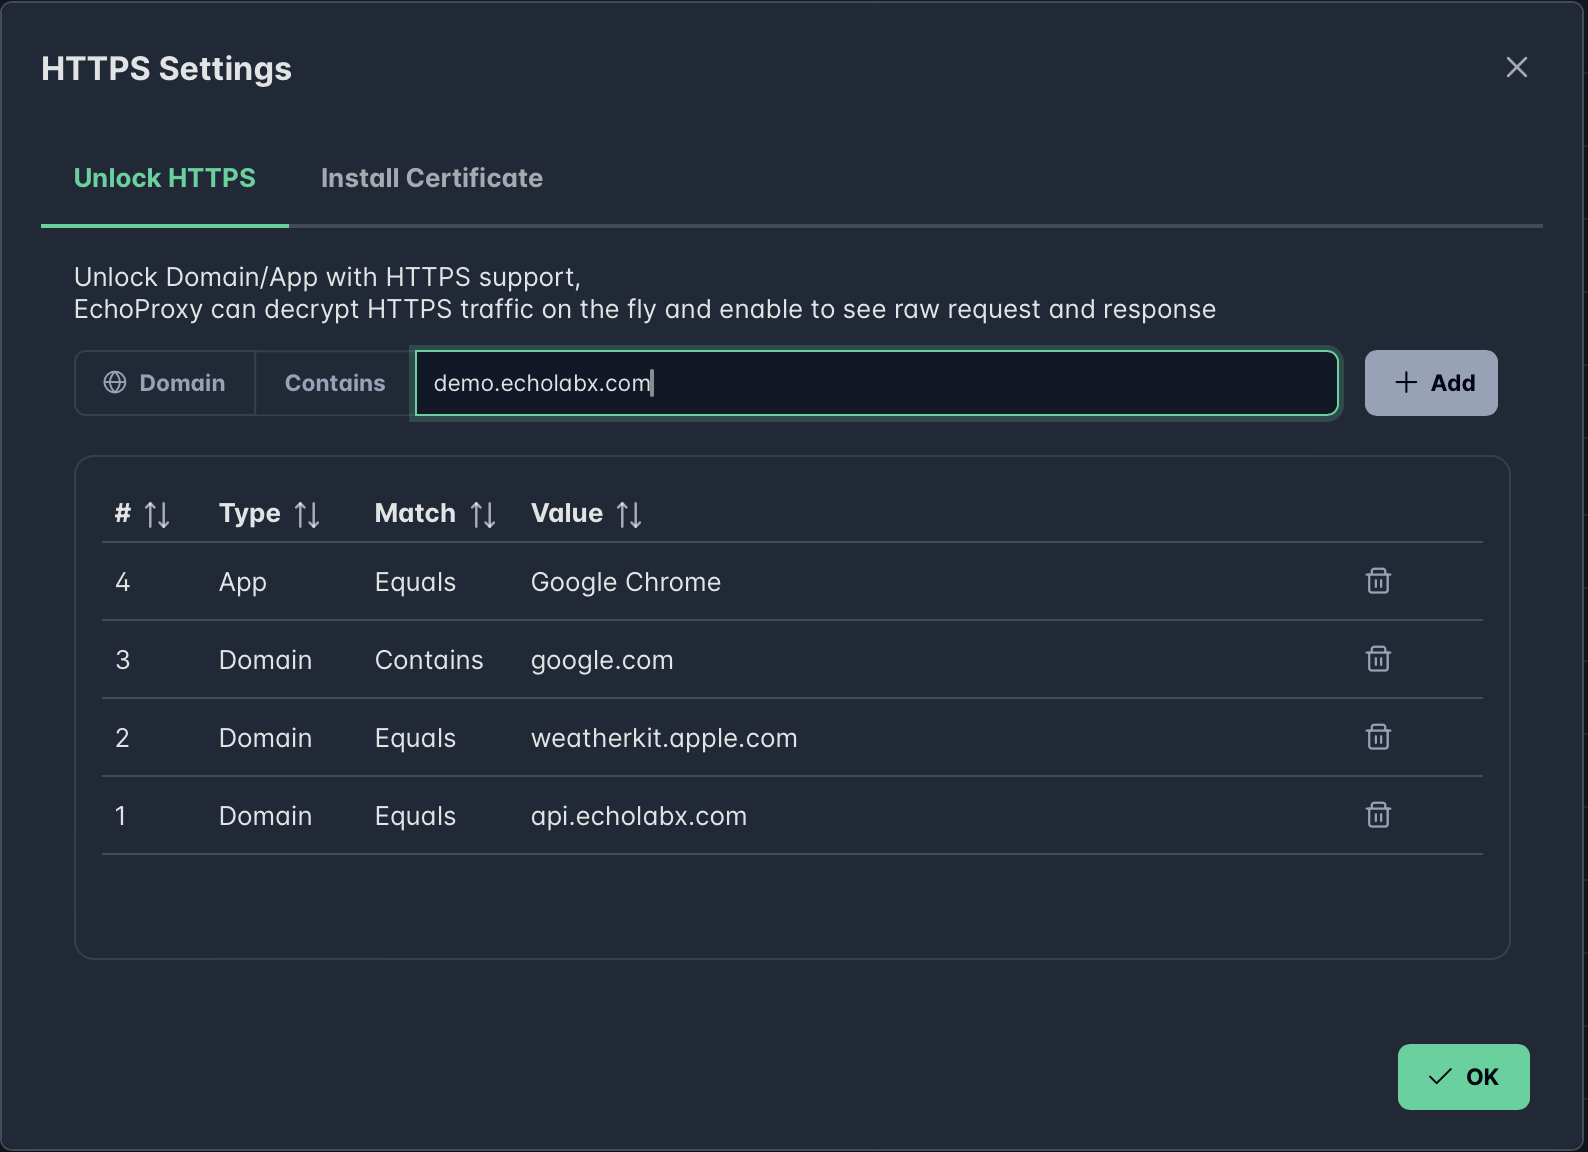 HTTPS Settings
Unlock HTTPS Install Certificate
Unlock Domain/App with HTTPS support,
EchoProxy can decrypt HTTPS traffic on the fly and enable to see raw request and response
Domain Contains demo.echolabx.com Add
# Type Match Value
4 App Equals Google Chrome
3 Domain Contains google.com
2 Domain Equals weatherkit.apple.com
1 Domain Equals api.echolabx.com
OK